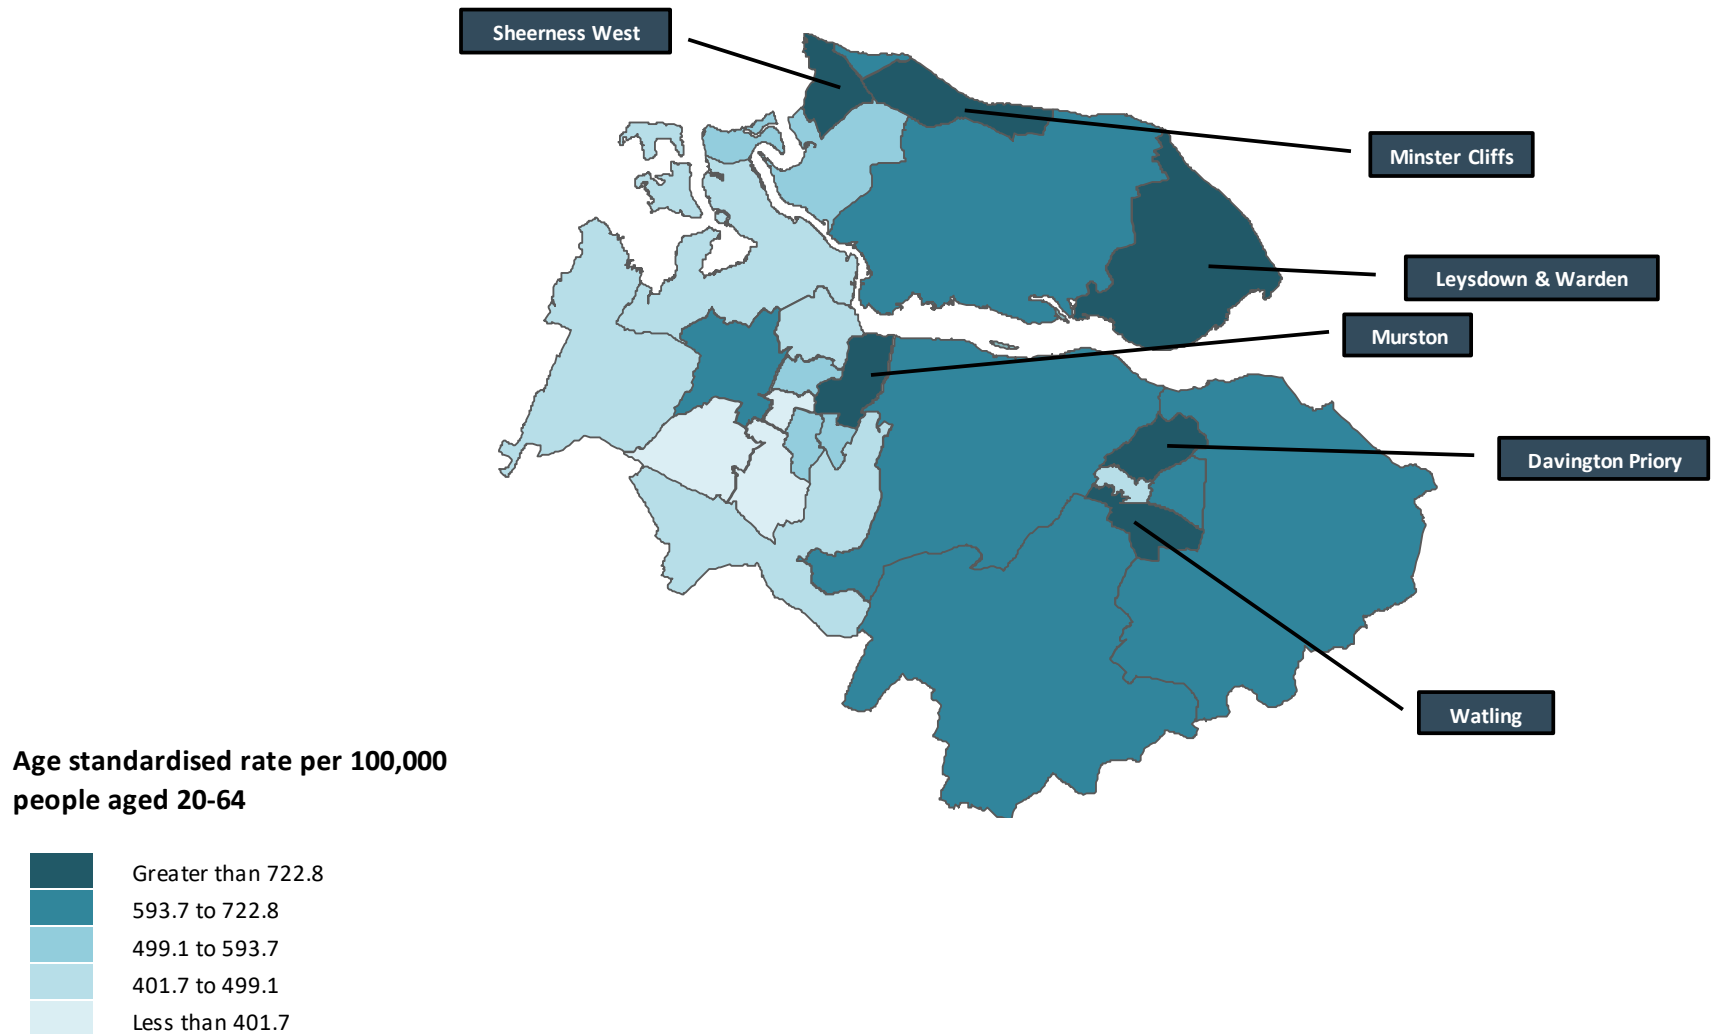 Sheerness West
Minster Cliffs
Leysdown & Warden
Murston
Davington Priory
Watling
Age standardised rate per 100,000
people aged 20-64
Greater than 722.8
593.7 to 722.8
499.1 to 593.7
401.7 to 499.1
Less than 401.7